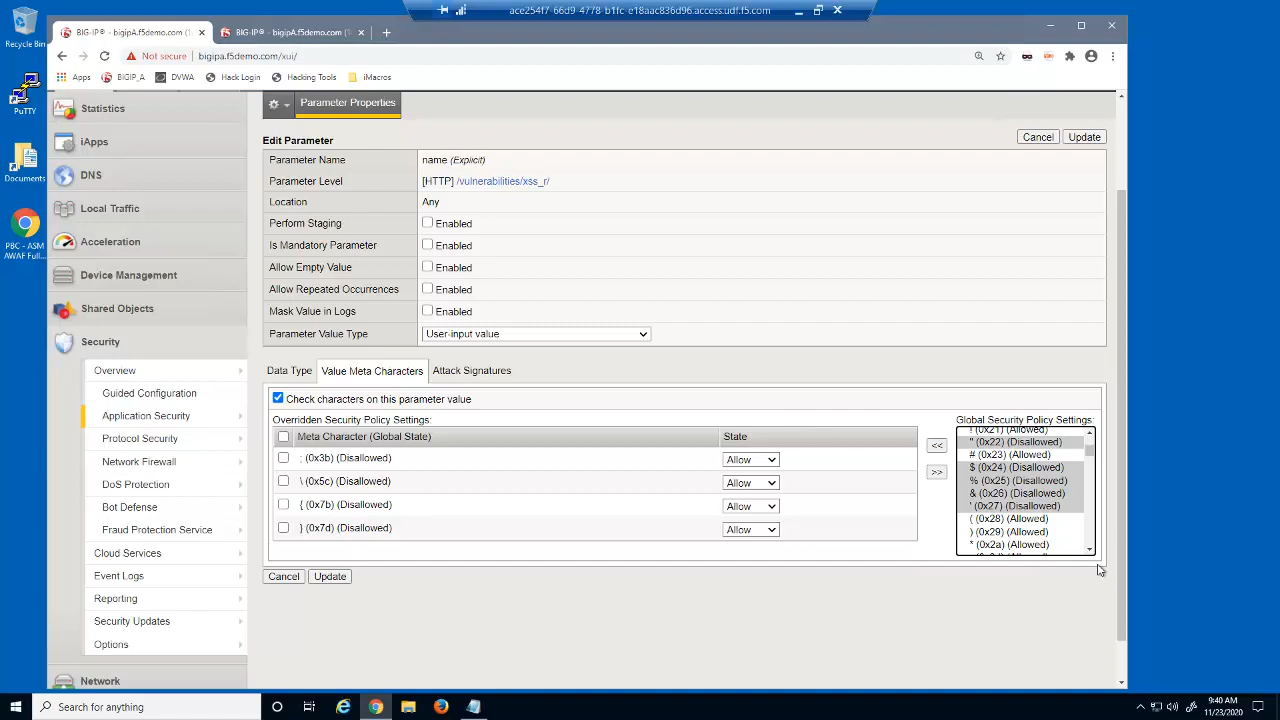 ace254f7-66d9-4778-b1fc-e18aac836d96.access.udf.f5.com
Recycle Bin
PuTTY
Documents
PBC - ASM
AWAF Full...
BIG-IP® - bigipA.f5demo.com (1
BIG-IP® - bigipA.f5demo.com (1
Not secure
bigipa.f5demo.com/xui/
Apps
BIGIP_A
DVWA
Hack Login
Hacking Tools
iMacros
Statistics
iApps
DNS
Local Traffic
Acceleration
Device Management
Shared Objects
Security
Overview
Guided Configuration
Application Security
Protocol Security
Network Firewall
DoS Protection
Bot Defense
Fraud Protection Service
Cloud Services
Event Logs
Reporting
Security Updates
Options
Network
Parameter Properties
Edit Parameter
Cancel
Update
Parameter Name
name (Explicit)
Parameter Level
[HTTP] /vulnerabilities/xss_r/
Location
Any
Perform Staging
Enabled
Is Mandatory Parameter
Enabled
Allow Empty Value
Enabled
Allow Repeated Occurrences
Enabled
Mask Value in Logs
Enabled
Parameter Value Type
User-input value
Data Type
Value Meta Characters
Attack Signatures
Check characters on this parameter value
Overridden Security Policy Settings:
Meta Character (Global State)
State
; (0x3b) (Disallowed)
Allow
\ (0x5c) (Disallowed)
Allow
{ (0x7b) (Disallowed)
Allow
} (0x7d) (Disallowed)
Allow
<<
>>
Global Security Policy Settings:
! (0x21) (Allowed)
" (0x22) (Disallowed)
# (0x23) (Allowed)
$ (0x24) (Disallowed)
% (0x25) (Disallowed)
& (0x26) (Disallowed)
' (0x27) (Disallowed)
( (0x28) (Allowed)
) (0x29) (Allowed)
* (0x2a) (Allowed)
Cancel
Update
Search for anything
9:40 AM
11/23/2020